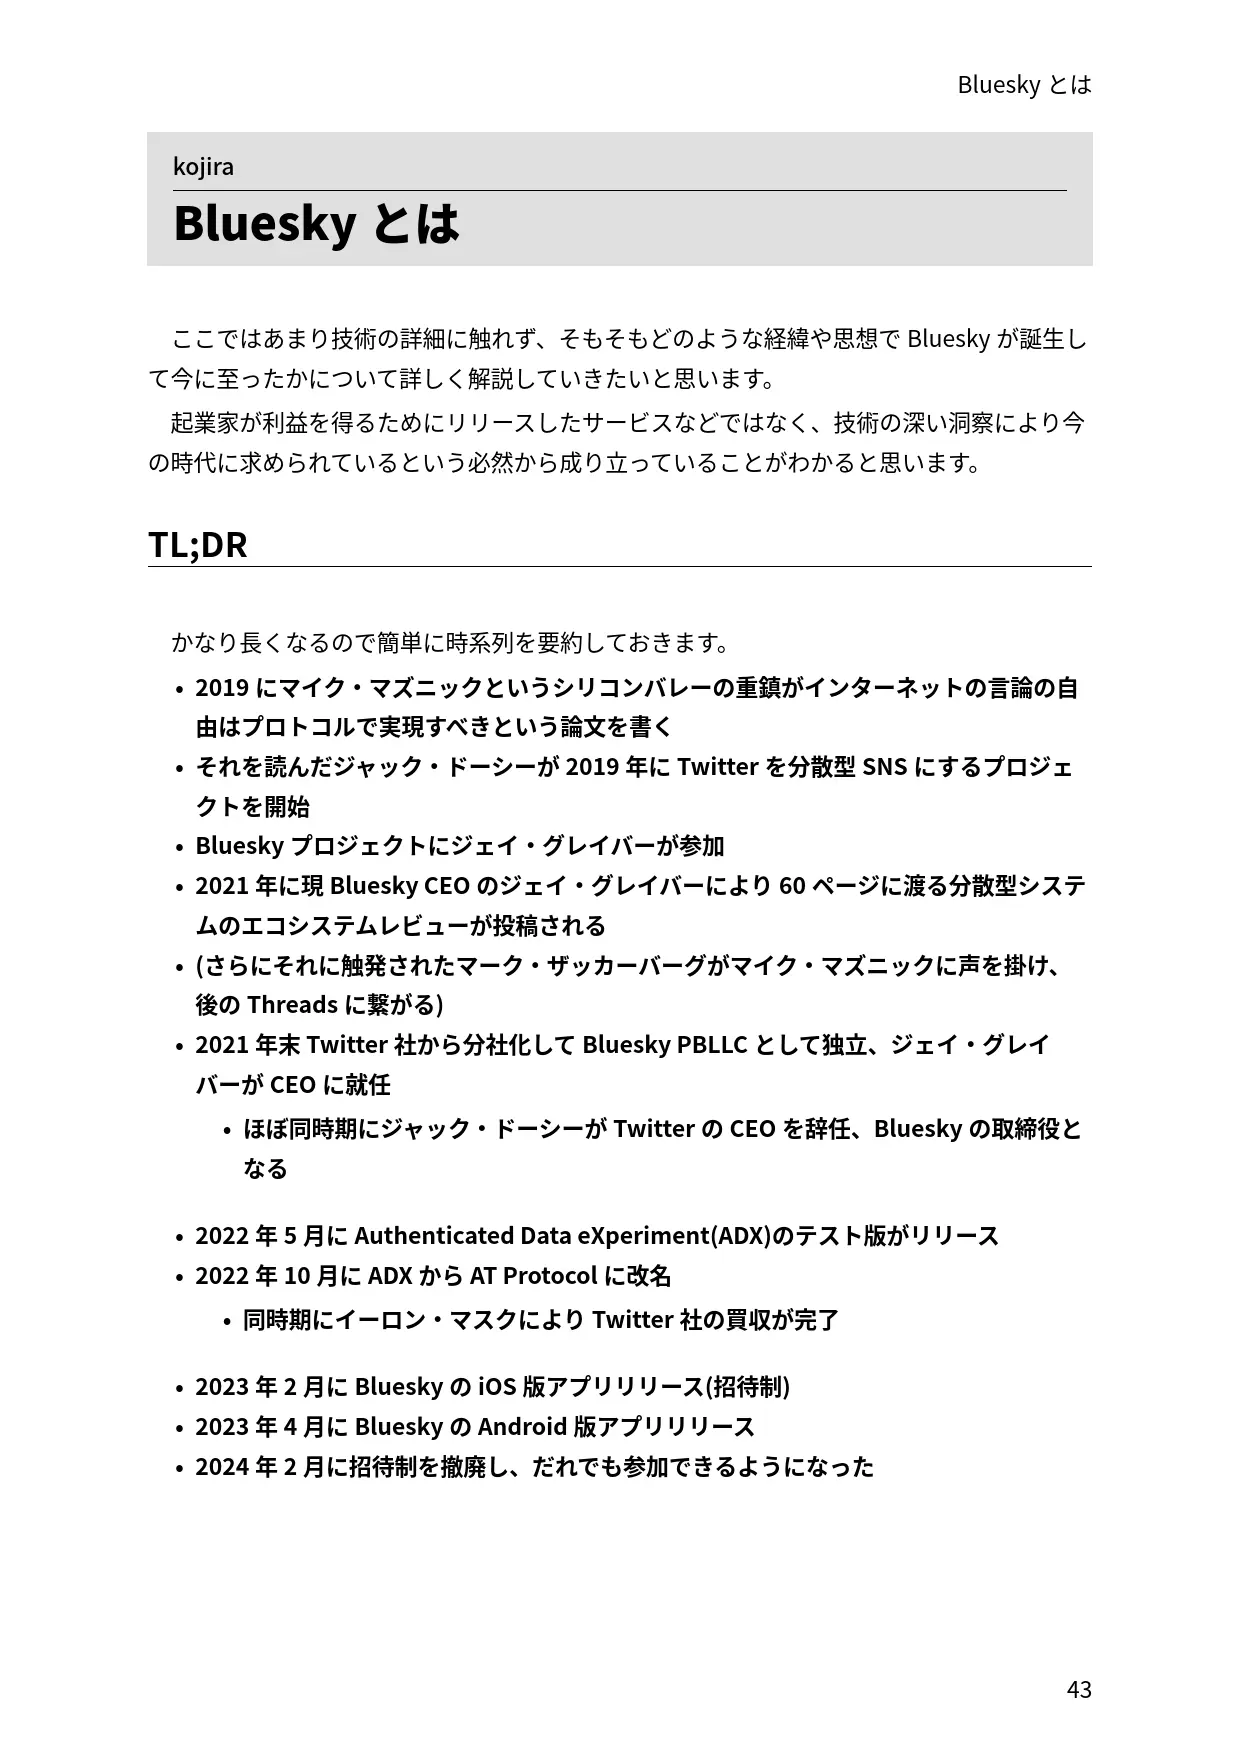 Bluesky とは
kojira
Bluesky とは
ここではあまり技術の詳細に触れず、そもそもどのような経緯や思想で Bluesky が誕生し
て今に至ったかについて詳しく解説していきたいと思います。
起業家が利益を得るためにリリースしたサービスなどではなく、技術の深い洞察により今
の時代に求められているという必然から成り立っていることがわかると思います。
TL;DR
かなり長くなるので簡単に時系列を要約しておきます。
• 2019 にマイク・マズニックというシリコンバレーの重鎮がインターネットの言論の自
由はプロトコルで実現すべきという論文を書く
• それを読んだジャック・ドーシーが 2019 年に Twitter を分散型 SNS にするプロジェ
クトを開始
• Bluesky プロジェクトにジェイ・グレイバーが参加
• 2021 年に現 Bluesky CEO のジェイ・グレイバーにより 60 ページに渡る分散型システ
ムのエコシステムレビューが投稿される
• (さらにそれに触発されたマーク・ザッカーバーグがマイク・マズニックに声を掛け、
後の Threads に繋がる)
• 2021 年末 Twitter 社から分社化して Bluesky PBLLC として独立、ジェイ・グレイ
バーが CEO に就任
• ほぼ同時期にジャック・ドーシーが Twitter の CEO を辞任、Bluesky の取締役と
なる
• 2022 年 5 月に Authenticated Data eXperiment(ADX)のテスト版がリリース
• 2022 年 10 月に ADX から AT Protocol に改名
• 同時期にイーロン・マスクにより Twitter 社の買収が完了
• 2023 年 2 月に Bluesky の iOS 版アプリリリース(招待制)
• 2023 年 4 月に Bluesky の Android 版アプリリリース
• 2024 年 2 月に招待制を撤廃し、だれでも参加できるようになった
43